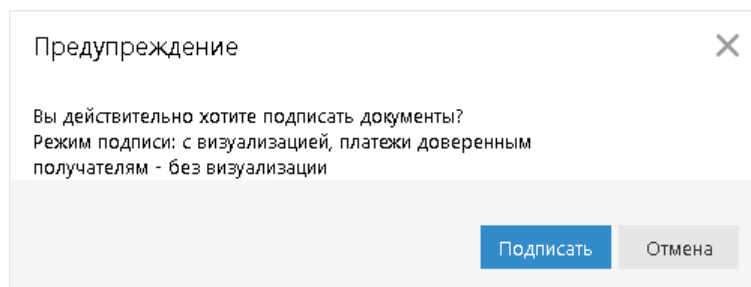 Предупреждение
Вы действительно хотите подписать документы?
Режим подписи: с визуализацией, платежи доверенным
получателям - без визуализации
Подписать
Отмена